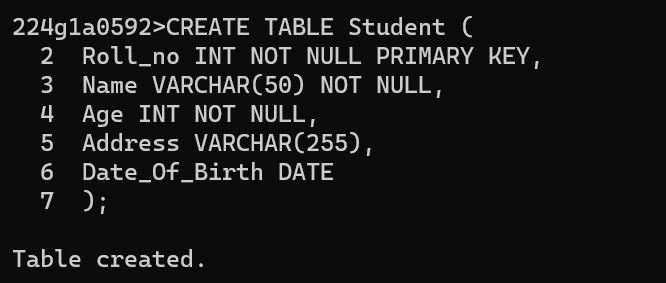 224g1a0592>CREATE TABLE Student (
2 Roll_no INT NOT NULL PRIMARY KEY,
3 Name VARCHAR(50) NOT NULL,
4 Age INT NOT NULL,
5 Address VARCHAR(255),
6 Date_Of_Birth DATE
7 );
Table created.